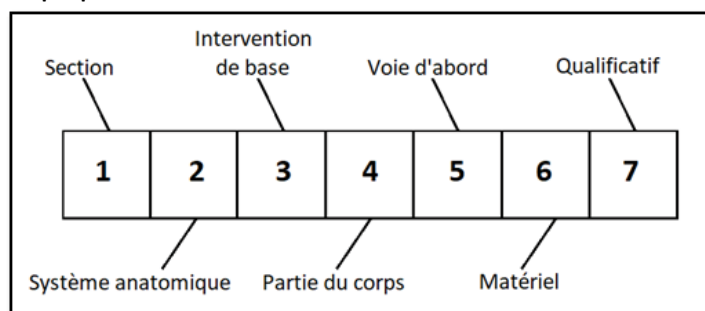 Intervention
de base
Section
Voie d'abord
Qualificatif
1 2 3 4 5 6 7
Système anatomique
Partie du corps
Matériel